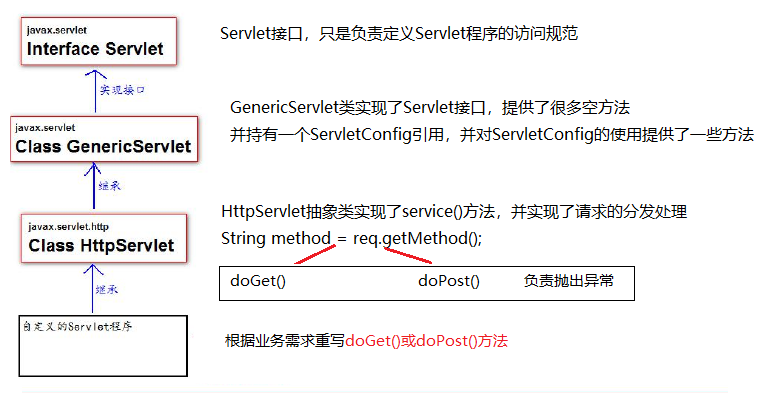 javax.servlet
Interface Servlet
Servlet接口，只是负责定义Servlet程序的访问规范
实现接口
javax.servlet
Class GenericServlet
GenericServlet类实现了Servlet接口，提供了很多空方法
并持有一个ServletConfig引用，并对ServletConfig的使用提供了一些方法
继承
javax.servlet.http
Class HttpServlet
HttpServlet抽象类实现了service()方法，并实现了请求的分发处理
String method = req.getMethod();
doGet() doPost() 负责抛出异常
继承
自定义的Servlet程序
根据业务需求重写doGet()或doPost()方法